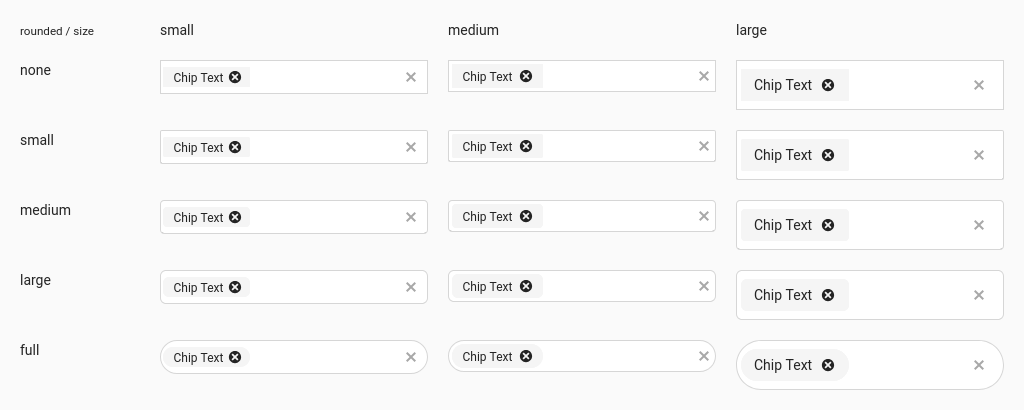 rounded / size small medium large
none Chip Text Chip Text Chip Text
small Chip Text Chip Text Chip Text
medium Chip Text Chip Text Chip Text
large Chip Text Chip Text Chip Text
full Chip Text Chip Text Chip Text